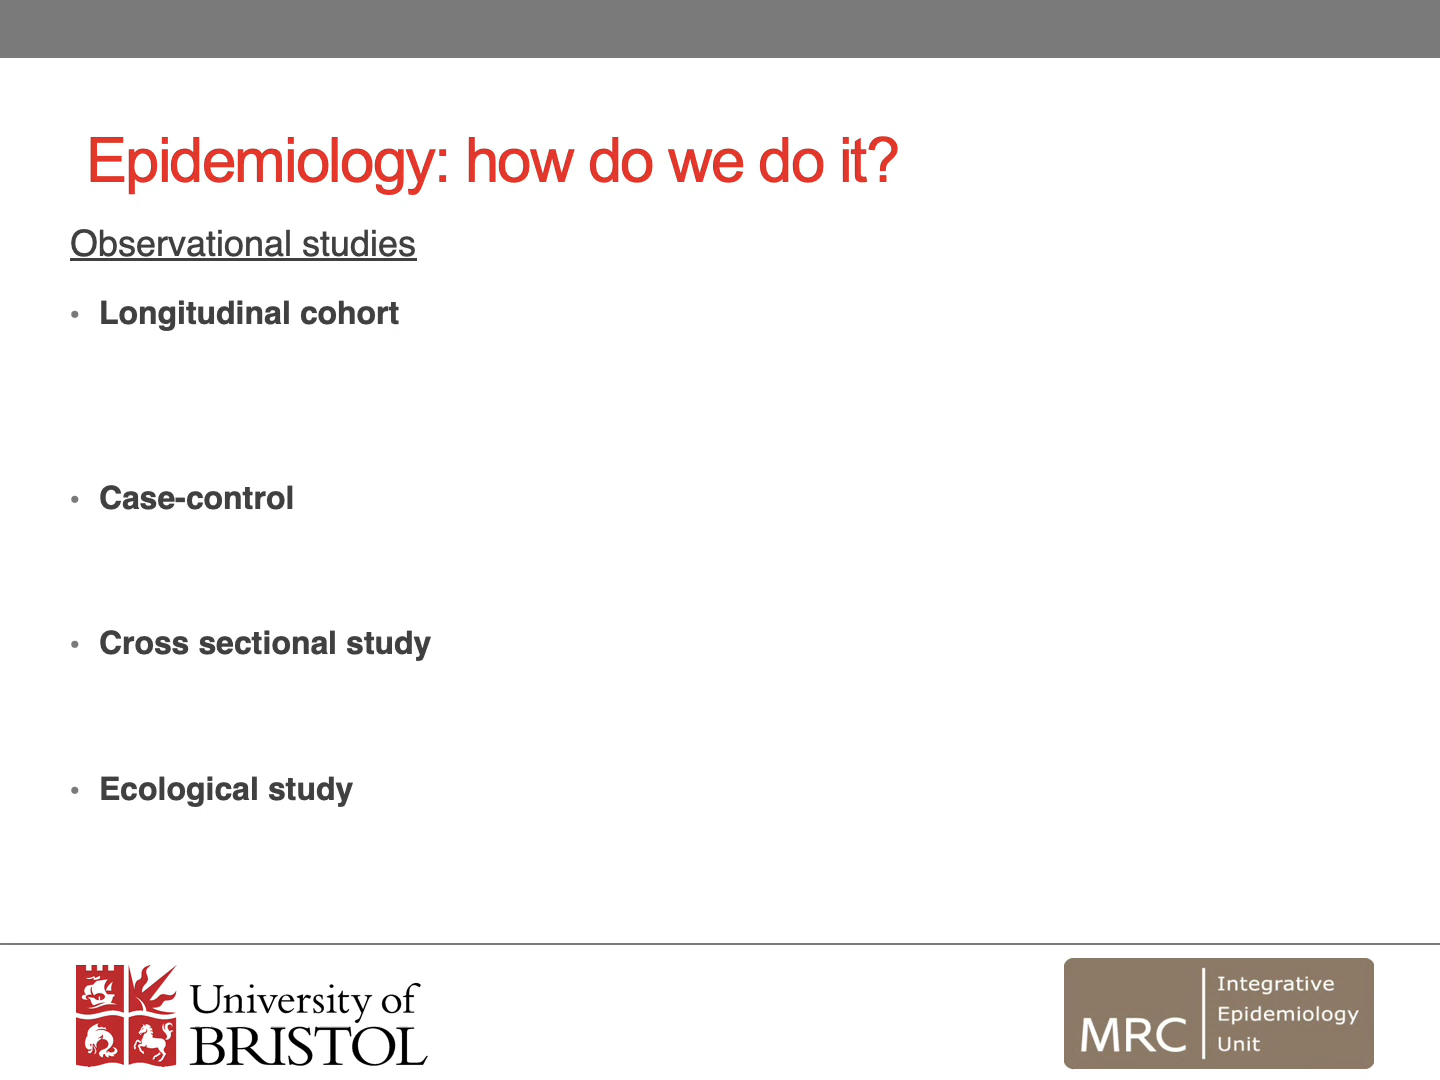 Epidemiology: how do we do it?
Observational studies
• Longitudinal cohort
• Case-control
• Cross sectional study
• Ecological study
University of
BRISTOL
MRC
Integrative
Epidemiology
Unit